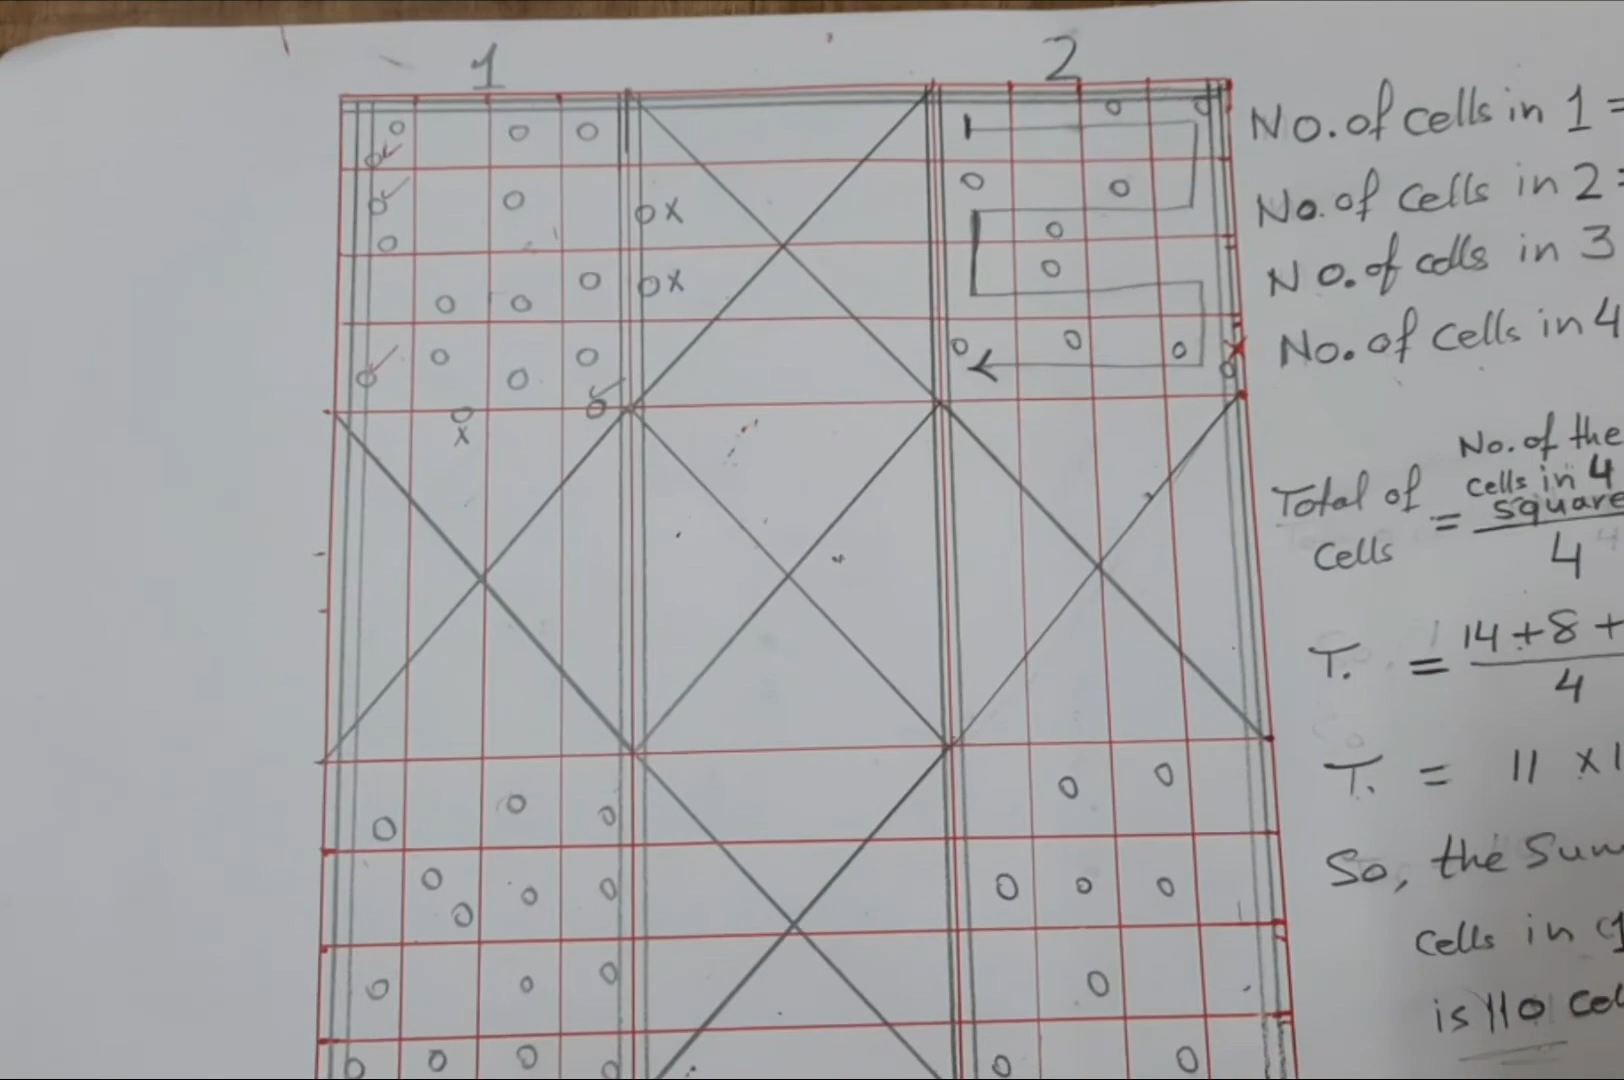 1
2
No. of cells in 1 =
No. of cells in 2 =
No. of cells in 3
No. of cells in 4
Total of cells = No. of the cells in 4 square
4
T. = 14+8+
4
T. = 11 x1
So, the Sum
cells in
is 110